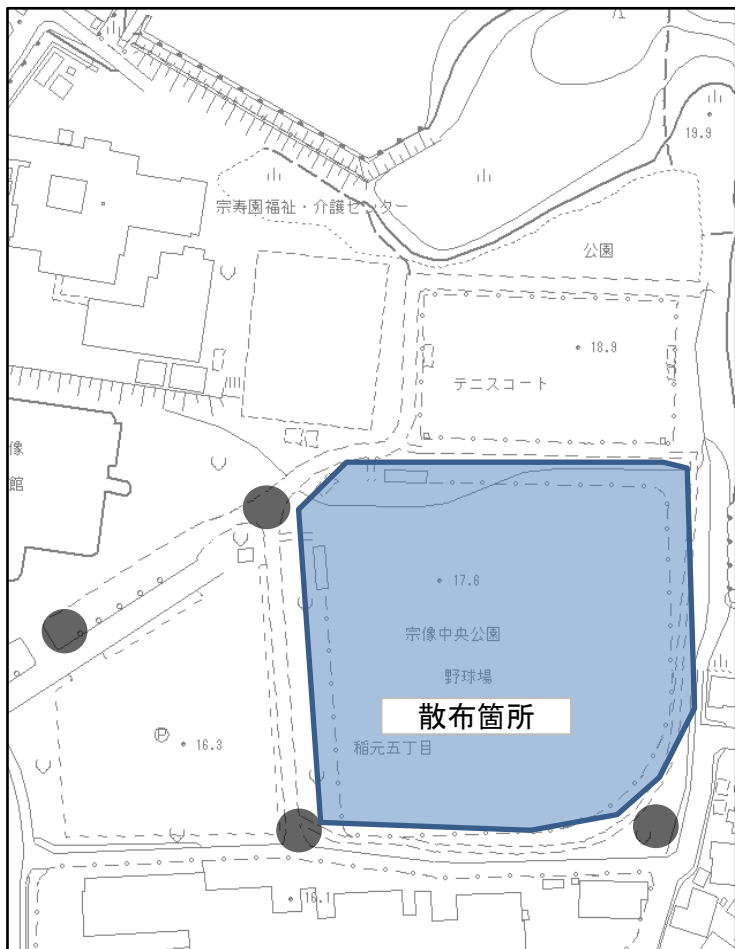 19.9
宗寿園福祉・介護センター
公園
18.9
テニスコート
像
館
17.6
宗像中央公園
野球場
散布箇所
稲元五丁目
P
16.3
16.1